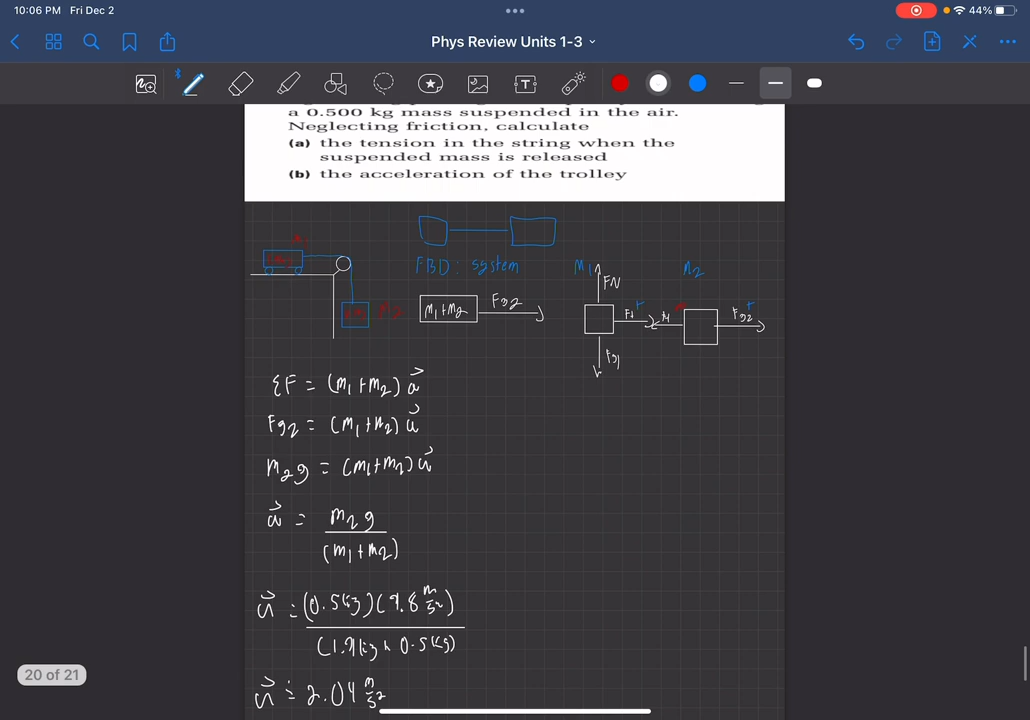 10:06 PM Fri Dec 2
44%
Phys Review Units 1-3
a 0.500 kg mass suspended in the air.
Neglecting friction, calculate
(a) the tension in the string when the
suspended mass is released
(b) the acceleration of the trolley
FBD: system
M1
M2
FN
m1+m2
Fg2
Ft
Fg2
Fg1
ΣF = (m1+m2)a⃗
Fg2 = (m1+m2)a⃗
m2g = (m1+m2)a⃗
a⃗ = m2g
(m1+m2)
a⃗ = (0.5kg)(9.8 m/s²)
(1.90kg + 0.5kg)
a⃗ = 2.04 m/s²
20 of 21